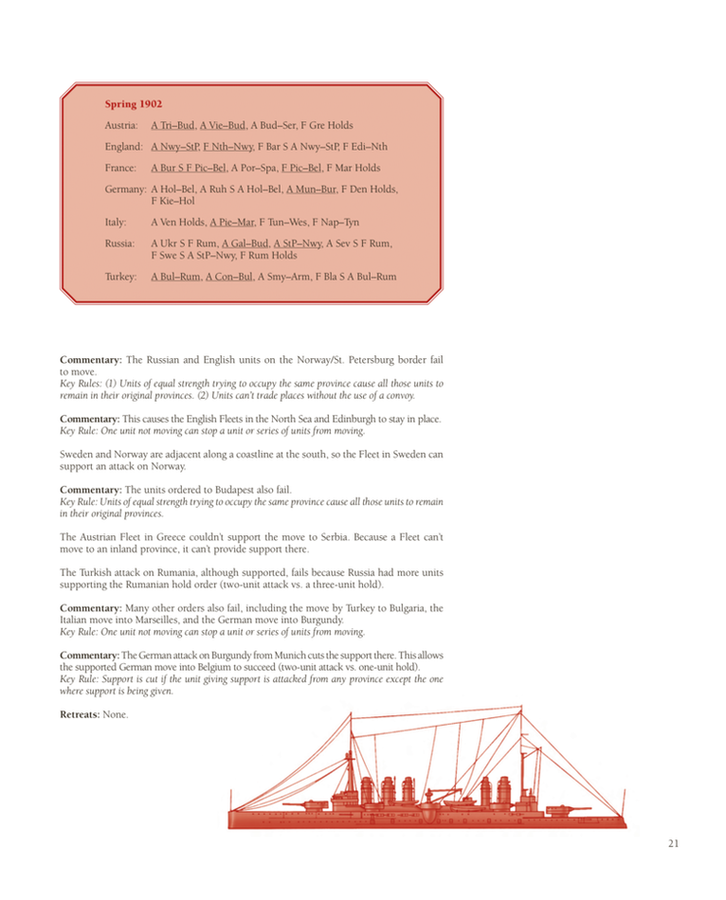 Spring 1902
Austria: A Tri–Bud, A Vie–Bud, A Bud–Ser, F Gre Holds
England: A Nwy–StP, F Nth–Nwy, F Bar S A Nwy–StP, F Edi–Nth
France: A Bur S F Pic–Bel, A Por–Spa, F Pic–Bel, F Mar Holds
Germany: A Hol–Bel, A Ruh S A Hol–Bel, A Mun–Bur, F Den Holds,
F Kie–Hol
Italy: A Ven Holds, A Pie–Mar, F Tun–Wes, F Nap–Tyn
Russia: A Ukr S F Rum, A Gal–Bud, A StP–Nwy, A Sev S F Rum,
F Swe S A StP–Nwy, F Rum Holds
Turkey: A Bul–Rum, A Con–Bul, A Smy–Arm, F Bla S A Bul–Rum
Commentary: The Russian and English units on the Norway/St. Petersburg border fail
to move.
Key Rules: (1) Units of equal strength trying to occupy the same province cause all those units to
remain in their original provinces. (2) Units can't trade places without the use of a convoy.
Commentary: This causes the English Fleets in the North Sea and Edinburgh to stay in place.
Key Rule: One unit not moving can stop a unit or series of units from moving.
Sweden and Norway are adjacent along a coastline at the south, so the Fleet in Sweden can
support an attack on Norway.
Commentary: The units ordered to Budapest also fail.
Key Rule: Units of equal strength trying to occupy the same province cause all those units to remain
in their original provinces.
The Austrian Fleet in Greece couldn't support the move to Serbia. Because a Fleet can't
move to an inland province, it can't provide support there.
The Turkish attack on Rumania, although supported, fails because Russia had more units
supporting the Rumanian hold order (two-unit attack vs. a three-unit hold).
Commentary: Many other orders also fail, including the move by Turkey to Bulgaria, the
Italian move into Marseilles, and the German move into Burgundy.
Key Rule: One unit not moving can stop a unit or series of units from moving.
Commentary: The German attack on Burgundy from Munich cuts the support there. This allows
the supported German move into Belgium to succeed (two-unit attack vs. one-unit hold).
Key Rule: Support is cut if the unit giving support is attacked from any province except the one
where support is being given.
Retreats: None.
21